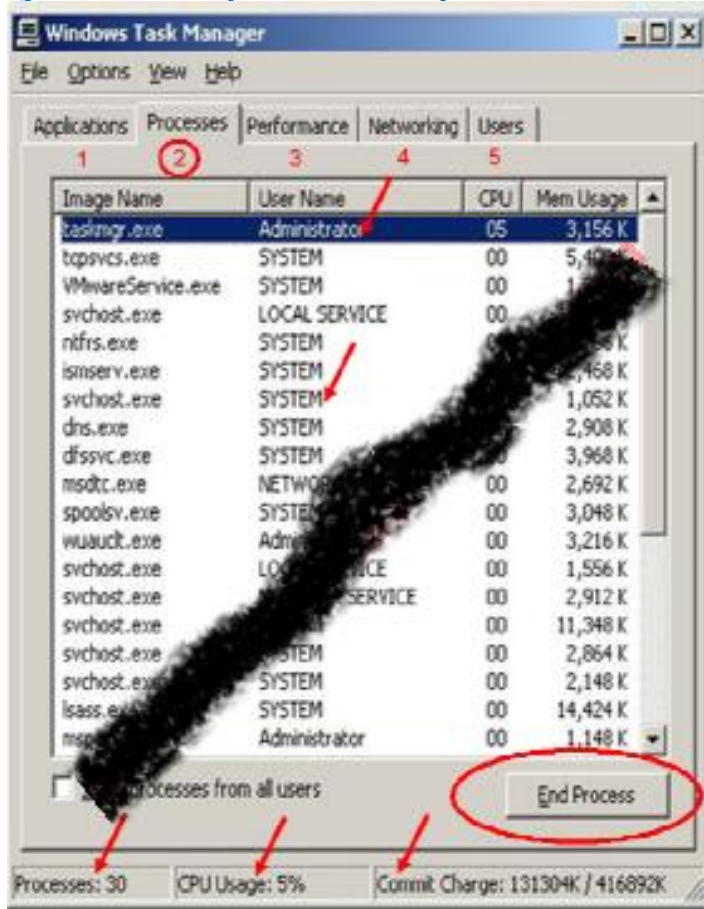 Windows Task Manager
File Options View Help
Applications Processes Performance Networking Users
1 2 3 4 5
Image Name User Name CPU Mem Usage
taskmgr.exe Administrator 05 3,156 K
tcpsvcs.exe SYSTEM 00
VMwareService.exe SYSTEM 00
svchost.exe LOCAL SERVICE 00
ntfrs.exe SYSTEM
ismserv.exe SYSTEM
svchost.exe SYSTEM 1,052 K
dns.exe SYSTEM 2,908 K
dfssvc.exe SYSTEM 3,968 K
msdtc.exe 00 2,692 K
spoolsv.exe 00 3,048 K
wuauclt.exe 00 3,216 K
svchost.exe 00 1,556 K
svchost.exe SERVICE 00 2,912 K
svchost.exe 00 11,348 K
svchost.exe 00 2,864 K
SYSTEM 00 2,148 K
SYSTEM 00 14,424 K
Administrator 00 1,148 K
processes from all users
End Process
Processes: 30 CPU Usage: 5% Commit Charge: 131304K / 416892K